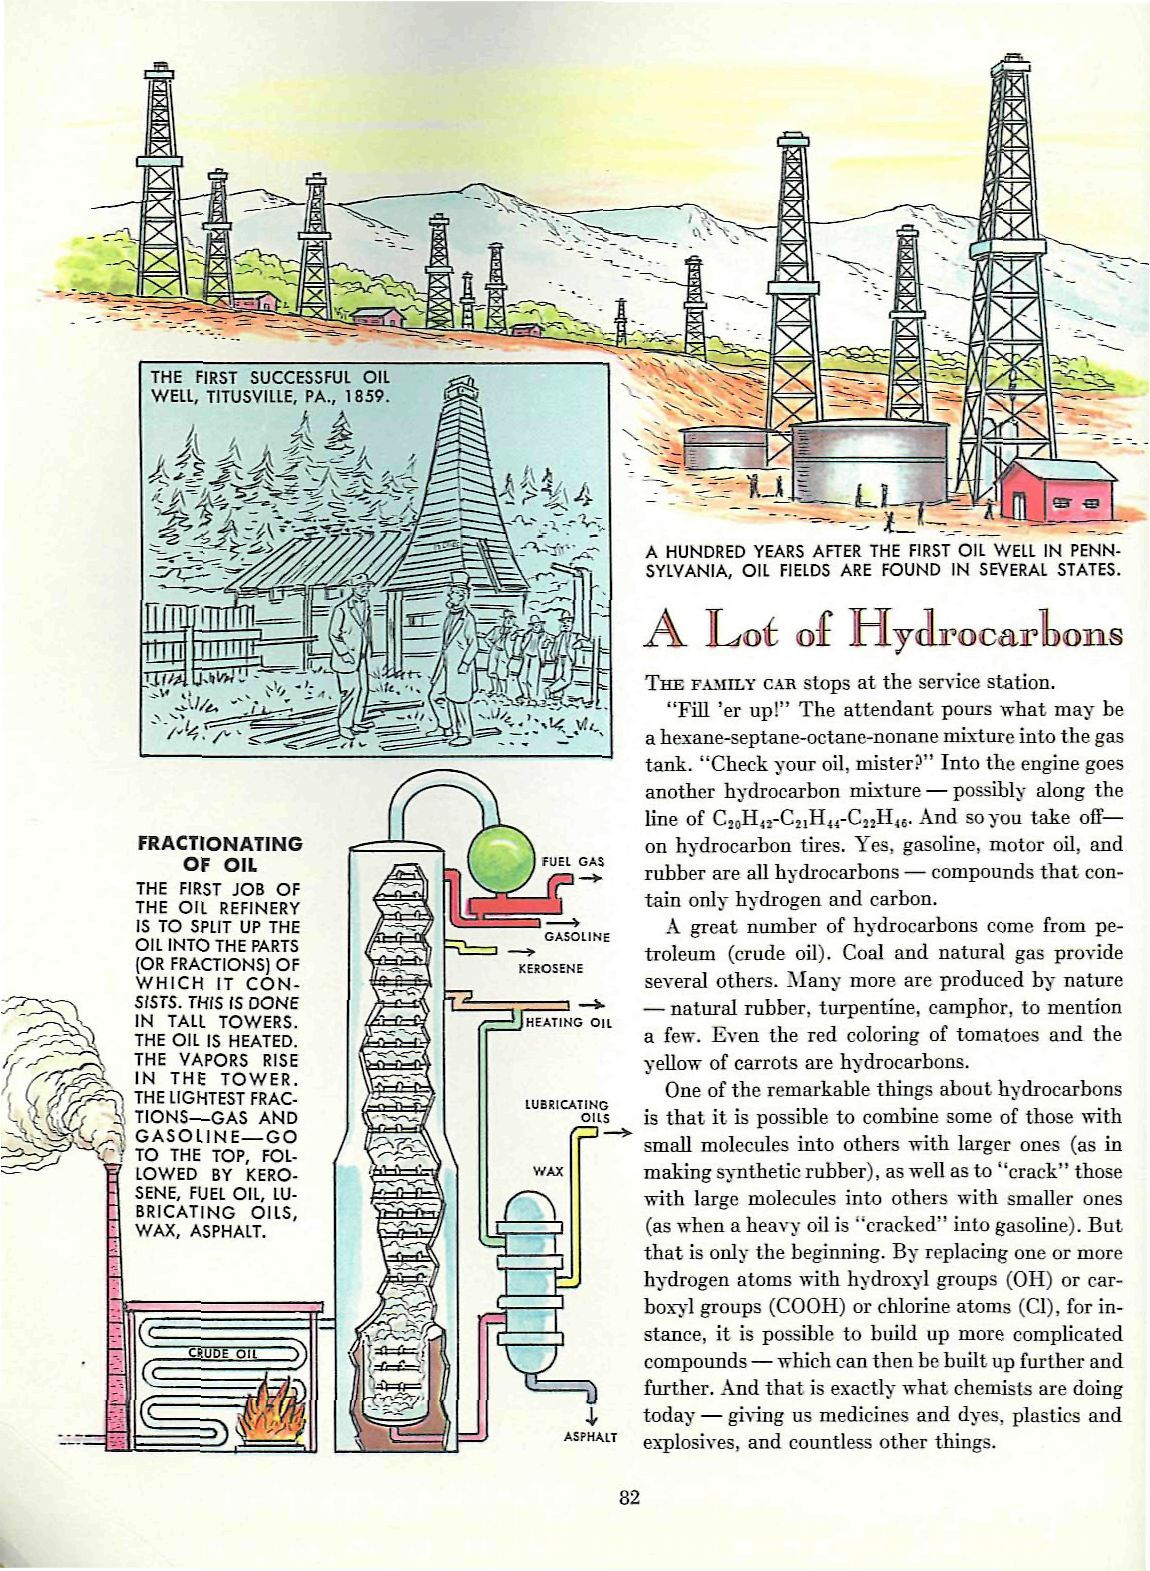 THE FIRST SUCCESSFUL OIL
WELL, TITUSVILLE, PA., 1859.
A HUNDRED YEARS AFTER THE FIRST OIL WELL IN PENN-
SYLVANIA, OIL FIELDS ARE FOUND IN SEVERAL STATES.
FRACTIONATING
OF OIL
THE FIRST JOB OF
THE OIL REFINERY
IS TO SPLIT UP THE
OIL INTO THE PARTS
(OR FRACTIONS) OF
WHICH IT CON-
SISTS. THIS IS DONE
IN TALL TOWERS.
THE OIL IS HEATED.
THE VAPORS RISE
IN THE TOWER.
THE LIGHTEST FRAC-
TIONS—GAS AND
GASOLINE—GO
TO THE TOP, FOL-
LOWED BY KERO-
SENE, FUEL OIL, LU-
BRICATING OILS,
WAX, ASPHALT.
FUEL GAS
GASOLINE
KEROSENE
HEATING OIL
LUBRICATING
OILS
WAX
CRUDE OIL
ASPHALT
A Lot of Hydrocarbons
THE FAMILY CAR stops at the service station.
“Fill ’er up!” The attendant pours what may be
a hexane-septane-octane-nonane mixture into the gas
tank. “Check your oil, mister?” Into the engine goes
another hydrocarbon mixture — possibly along the
line of C₂₀H₄₂-C₂₁H₄₄-C₂₂H₄₆. And so you take off—
on hydrocarbon tires. Yes, gasoline, motor oil, and
rubber are all hydrocarbons — compounds that con-
tain only hydrogen and carbon.
A great number of hydrocarbons come from pe-
troleum (crude oil). Coal and natural gas provide
several others. Many more are produced by nature
— natural rubber, turpentine, camphor, to mention
a few. Even the red coloring of tomatoes and the
yellow of carrots are hydrocarbons.
One of the remarkable things about hydrocarbons
is that it is possible to combine some of those with
small molecules into others with larger ones (as in
making synthetic rubber), as well as to “crack” those
with large molecules into others with smaller ones
(as when a heavy oil is “cracked” into gasoline). But
that is only the beginning. By replacing one or more
hydrogen atoms with hydroxyl groups (OH) or car-
boxyl groups (COOH) or chlorine atoms (Cl), for in-
stance, it is possible to build up more complicated
compounds — which can then be built up further and
further. And that is exactly what chemists are doing
today — giving us medicines and dyes, plastics and
explosives, and countless other things.
82